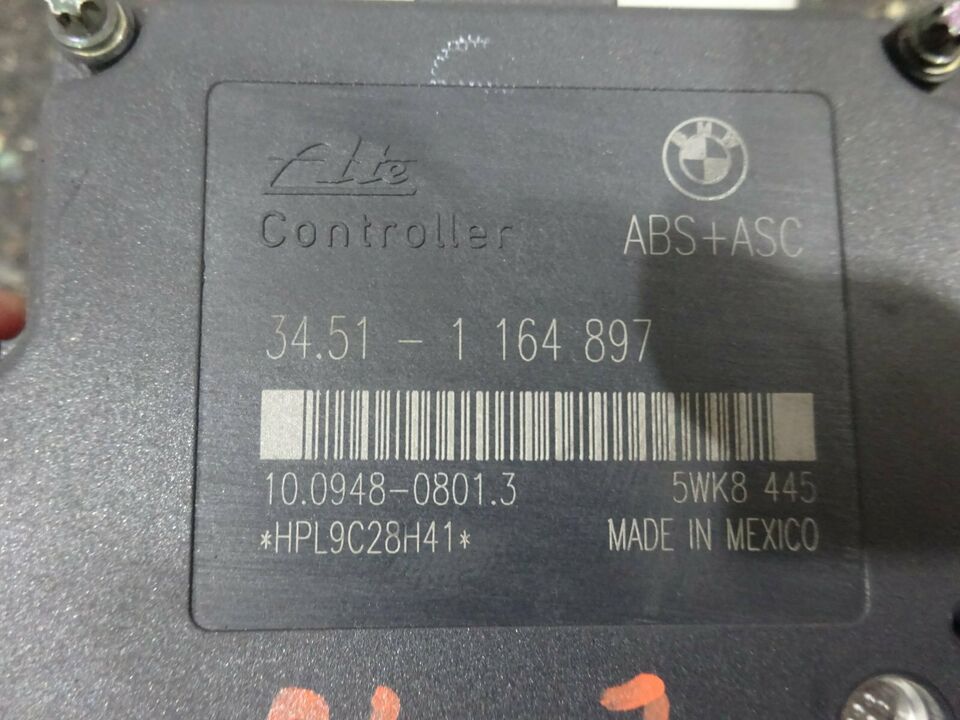 Ate
BMW
Controller
ABS+ASC
34.51 - 1 164 897
10.0948-0801.3
5WK8 445
*HPL9C28H41*
MADE IN MEXICO